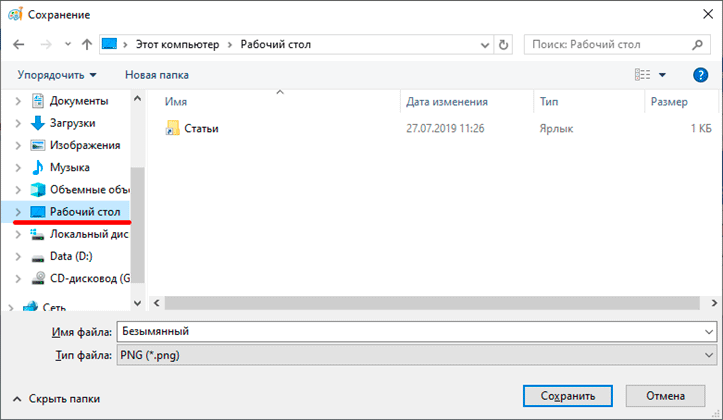 Сохранение
Этот компьютер › Рабочий стол
Поиск: Рабочий стол
Упорядочить
Новая папка
Имя
Дата изменения
Тип
Размер
Статьи
27.07.2019 11:26
Ярлык
1 КБ
Документы
Загрузки
Изображения
Музыка
Объемные объе
Рабочий стол
Локальный дис
Data (D:)
CD-дисковод (G
Сеть
Имя файла: Безымянный
Тип файла: PNG (*.png)
Скрыть папки
Сохранить
Отмена